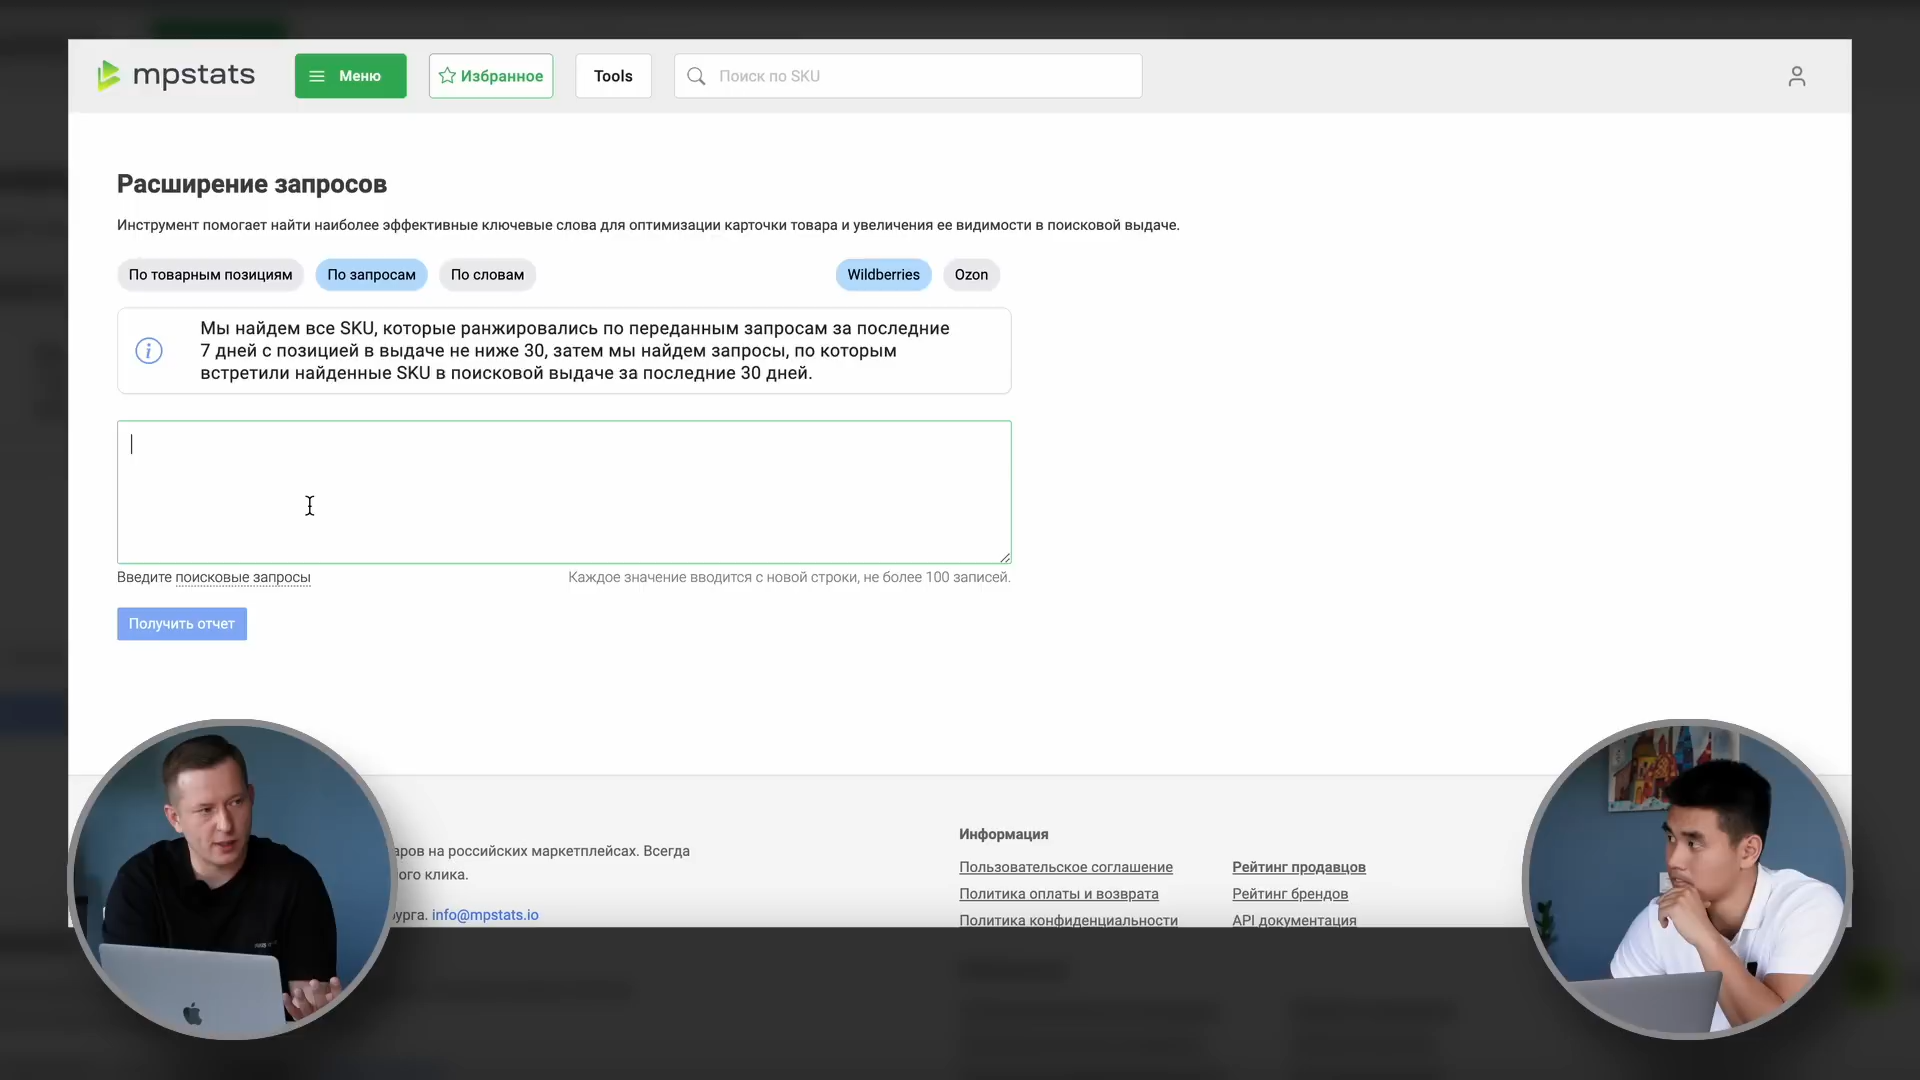 mpstats
Меню
Избранное
Tools
Поиск по SKU
Расширение запросов
Инструмент помогает найти наиболее эффективные ключевые слова для оптимизации карточки товара и увеличения ее видимости в поисковой выдаче.
По товарным позициям
По запросам
По словам
Wildberries
Ozon
Мы найдем все SKU, которые ранжировались по переданным запросам за последние
7 дней с позицией в выдаче не ниже 30, затем мы найдем запросы, по которым
встретили найденные SKU в поисковой выдаче за последние 30 дней.
Введите поисковые запросы
Каждое значение вводится с новой строки, не более 100 записей.
Получить отчет
аров на российских маркетплейсах. Всегда
ого клика.
бурга. info@mpstats.io
Информация
Пользовательское соглашение
Политика оплаты и возврата
Политика конфиденциальности
Рейтинг продавцов
Рейтинг брендов
API документация